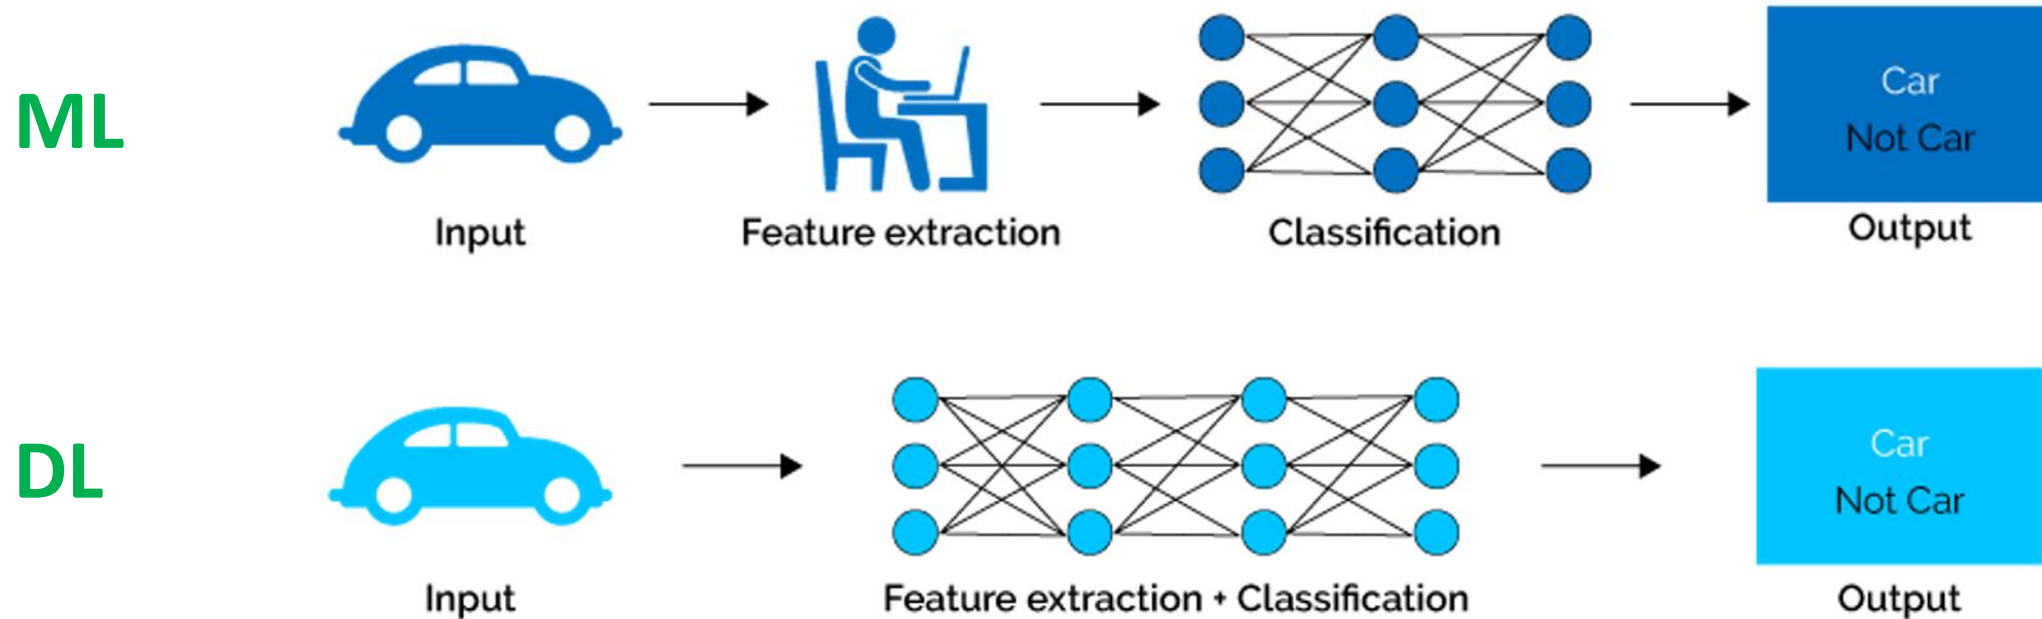 ML
Car
Not Car
Input
Feature extraction
Classification
Output
DL
Car
Not Car
Input
Feature extraction + Classification
Output